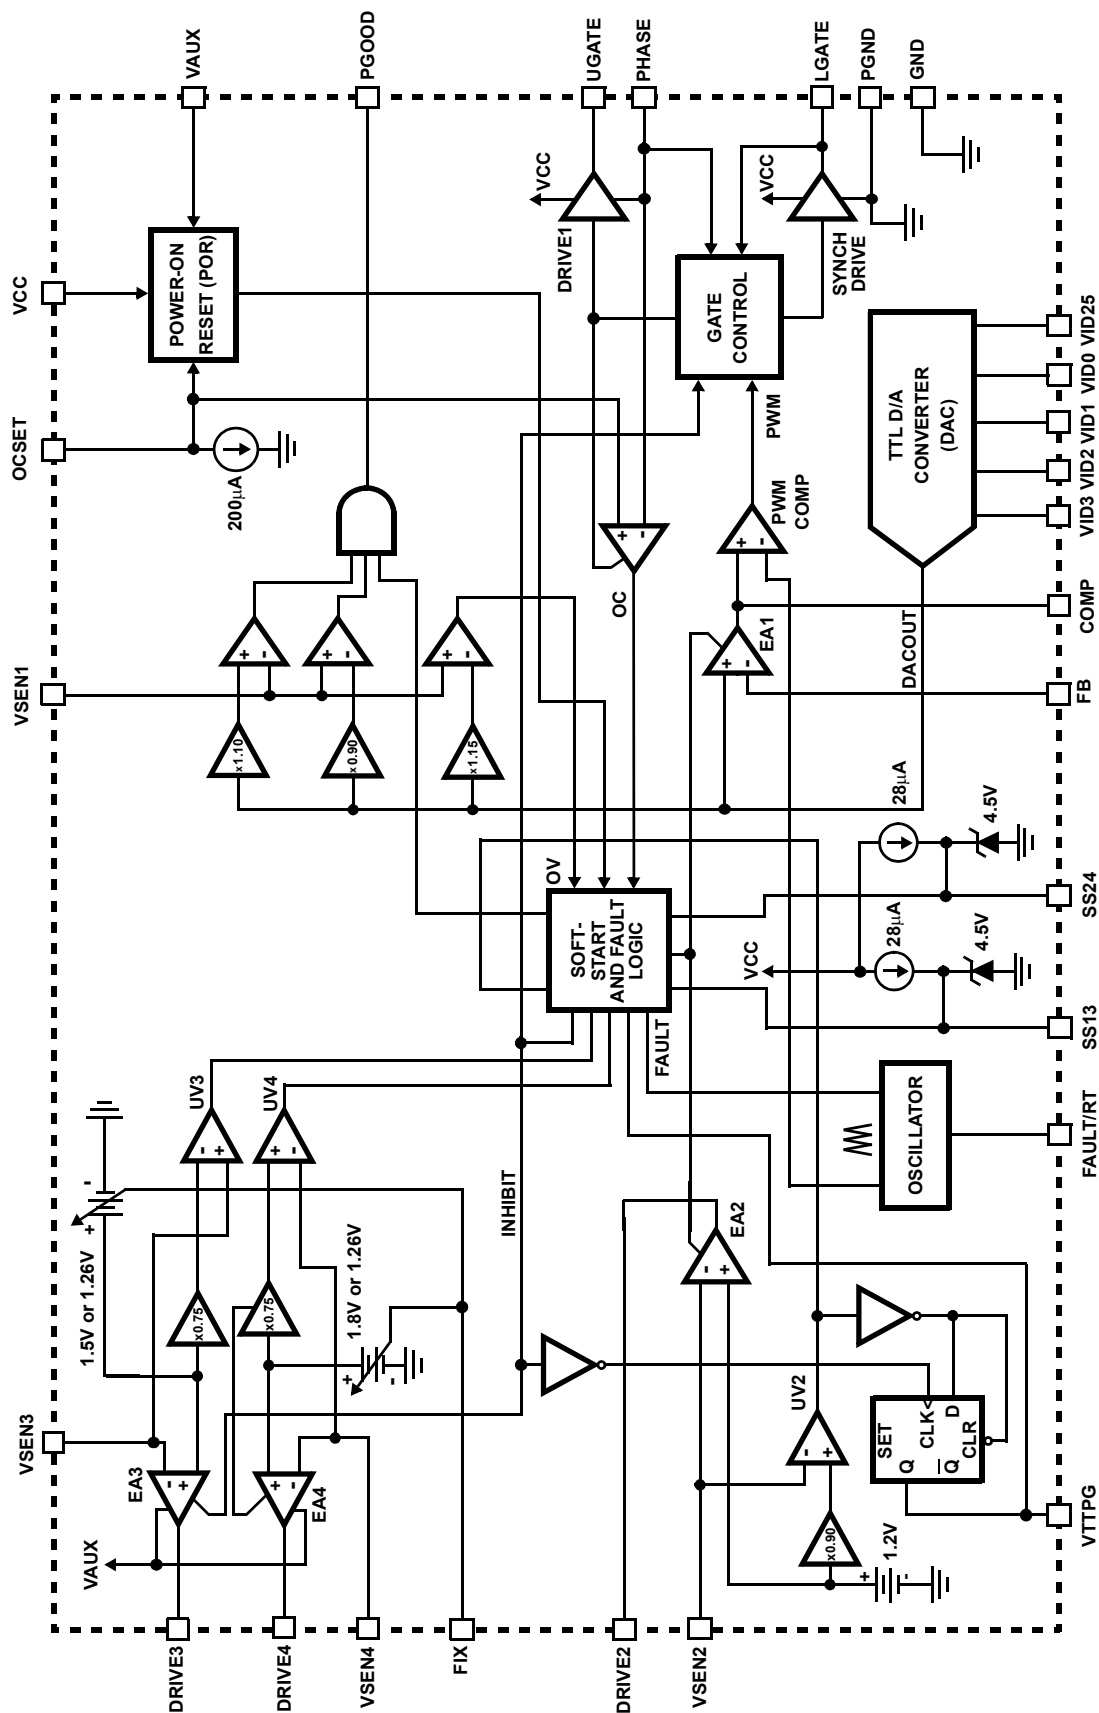 VSEN3
VSEN1
OCSET
VCC
VAUX
PGOOD
UGATE
PHASE
LGATE
PGND
GND
VID25
VID0
VID1
VID2
VID3
COMP
FB
SS24
SS13
FAULT/RT
VTTPG
DRIVE3
DRIVE4
VSEN4
FIX
DRIVE2
VSEN2
POWER-ON
RESET (POR)
200µA
x1.10
+
-
x 0.90
+
-
x 1.15
+
-
DRIVE1
VCC
SYNCH
DRIVE
VCC
GATE
CONTROL
PWM
PWM
COMP
+
-
+
-
OC
EA1
+
-
TTL D/A
CONVERTER
(DAC)
DACOUT
OV
SOFT-
START
AND FAULT
LOGIC
FAULT
INHIBIT
28µA
4.5V
VCC
28µA
4.5V
OSCILLATOR
UV3
-
+
UV4
-
+
1.5V or 1.26V
+
-
x0.75
x0.75
1.8V or 1.26V
+
-
EA3
-
+
EA4
+
-
VAUX
EA2
-
+
UV2
-
+
x0.90
1.2V
+
-
SET
CLK<
D
Q
Q
CLR